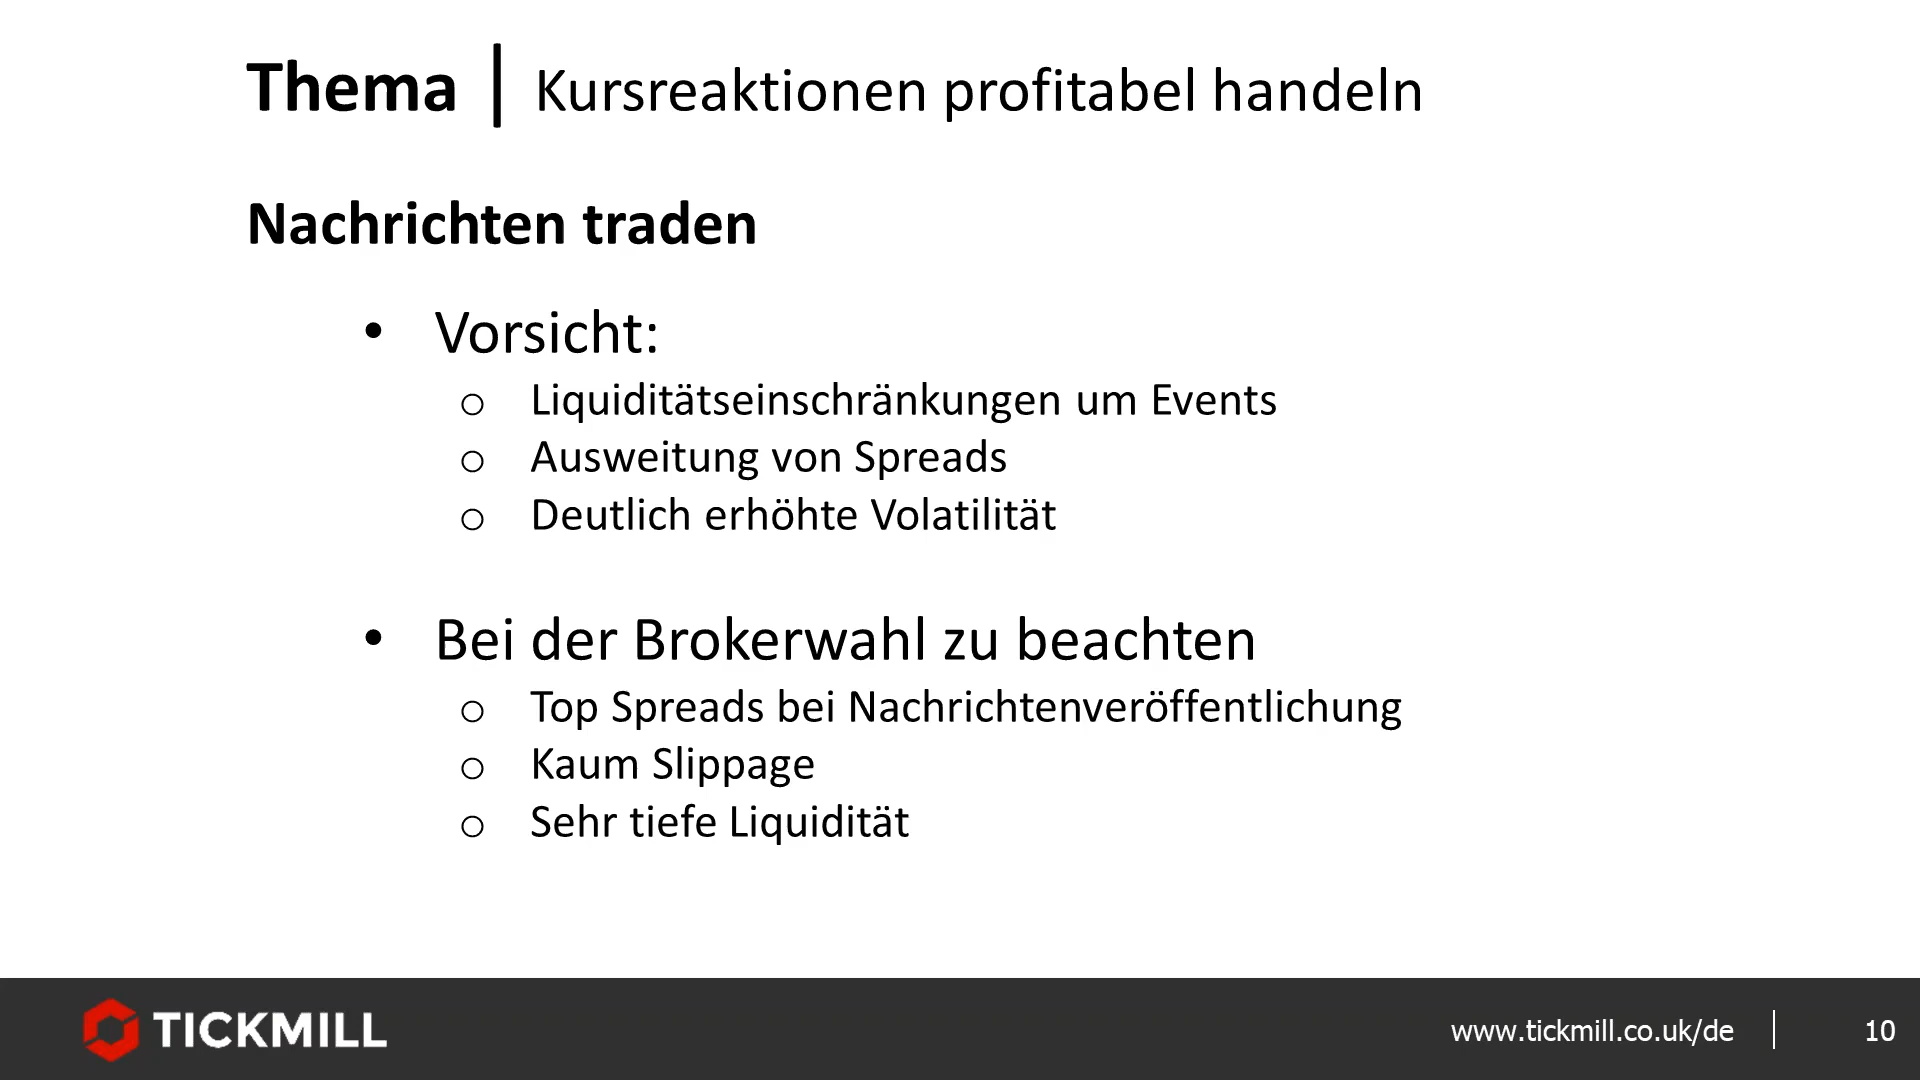 Thema | Kursreaktionen profitabel handeln
Nachrichten traden
• Vorsicht:
o Liquiditätseinschränkungen um Events
o Ausweitung von Spreads
o Deutlich erhöhte Volatilität
• Bei der Brokerwahl zu beachten
o Top Spreads bei Nachrichtenveröffentlichung
o Kaum Slippage
o Sehr tiefe Liquidität
TICKMILL
www.tickmill.co.uk/de | 10